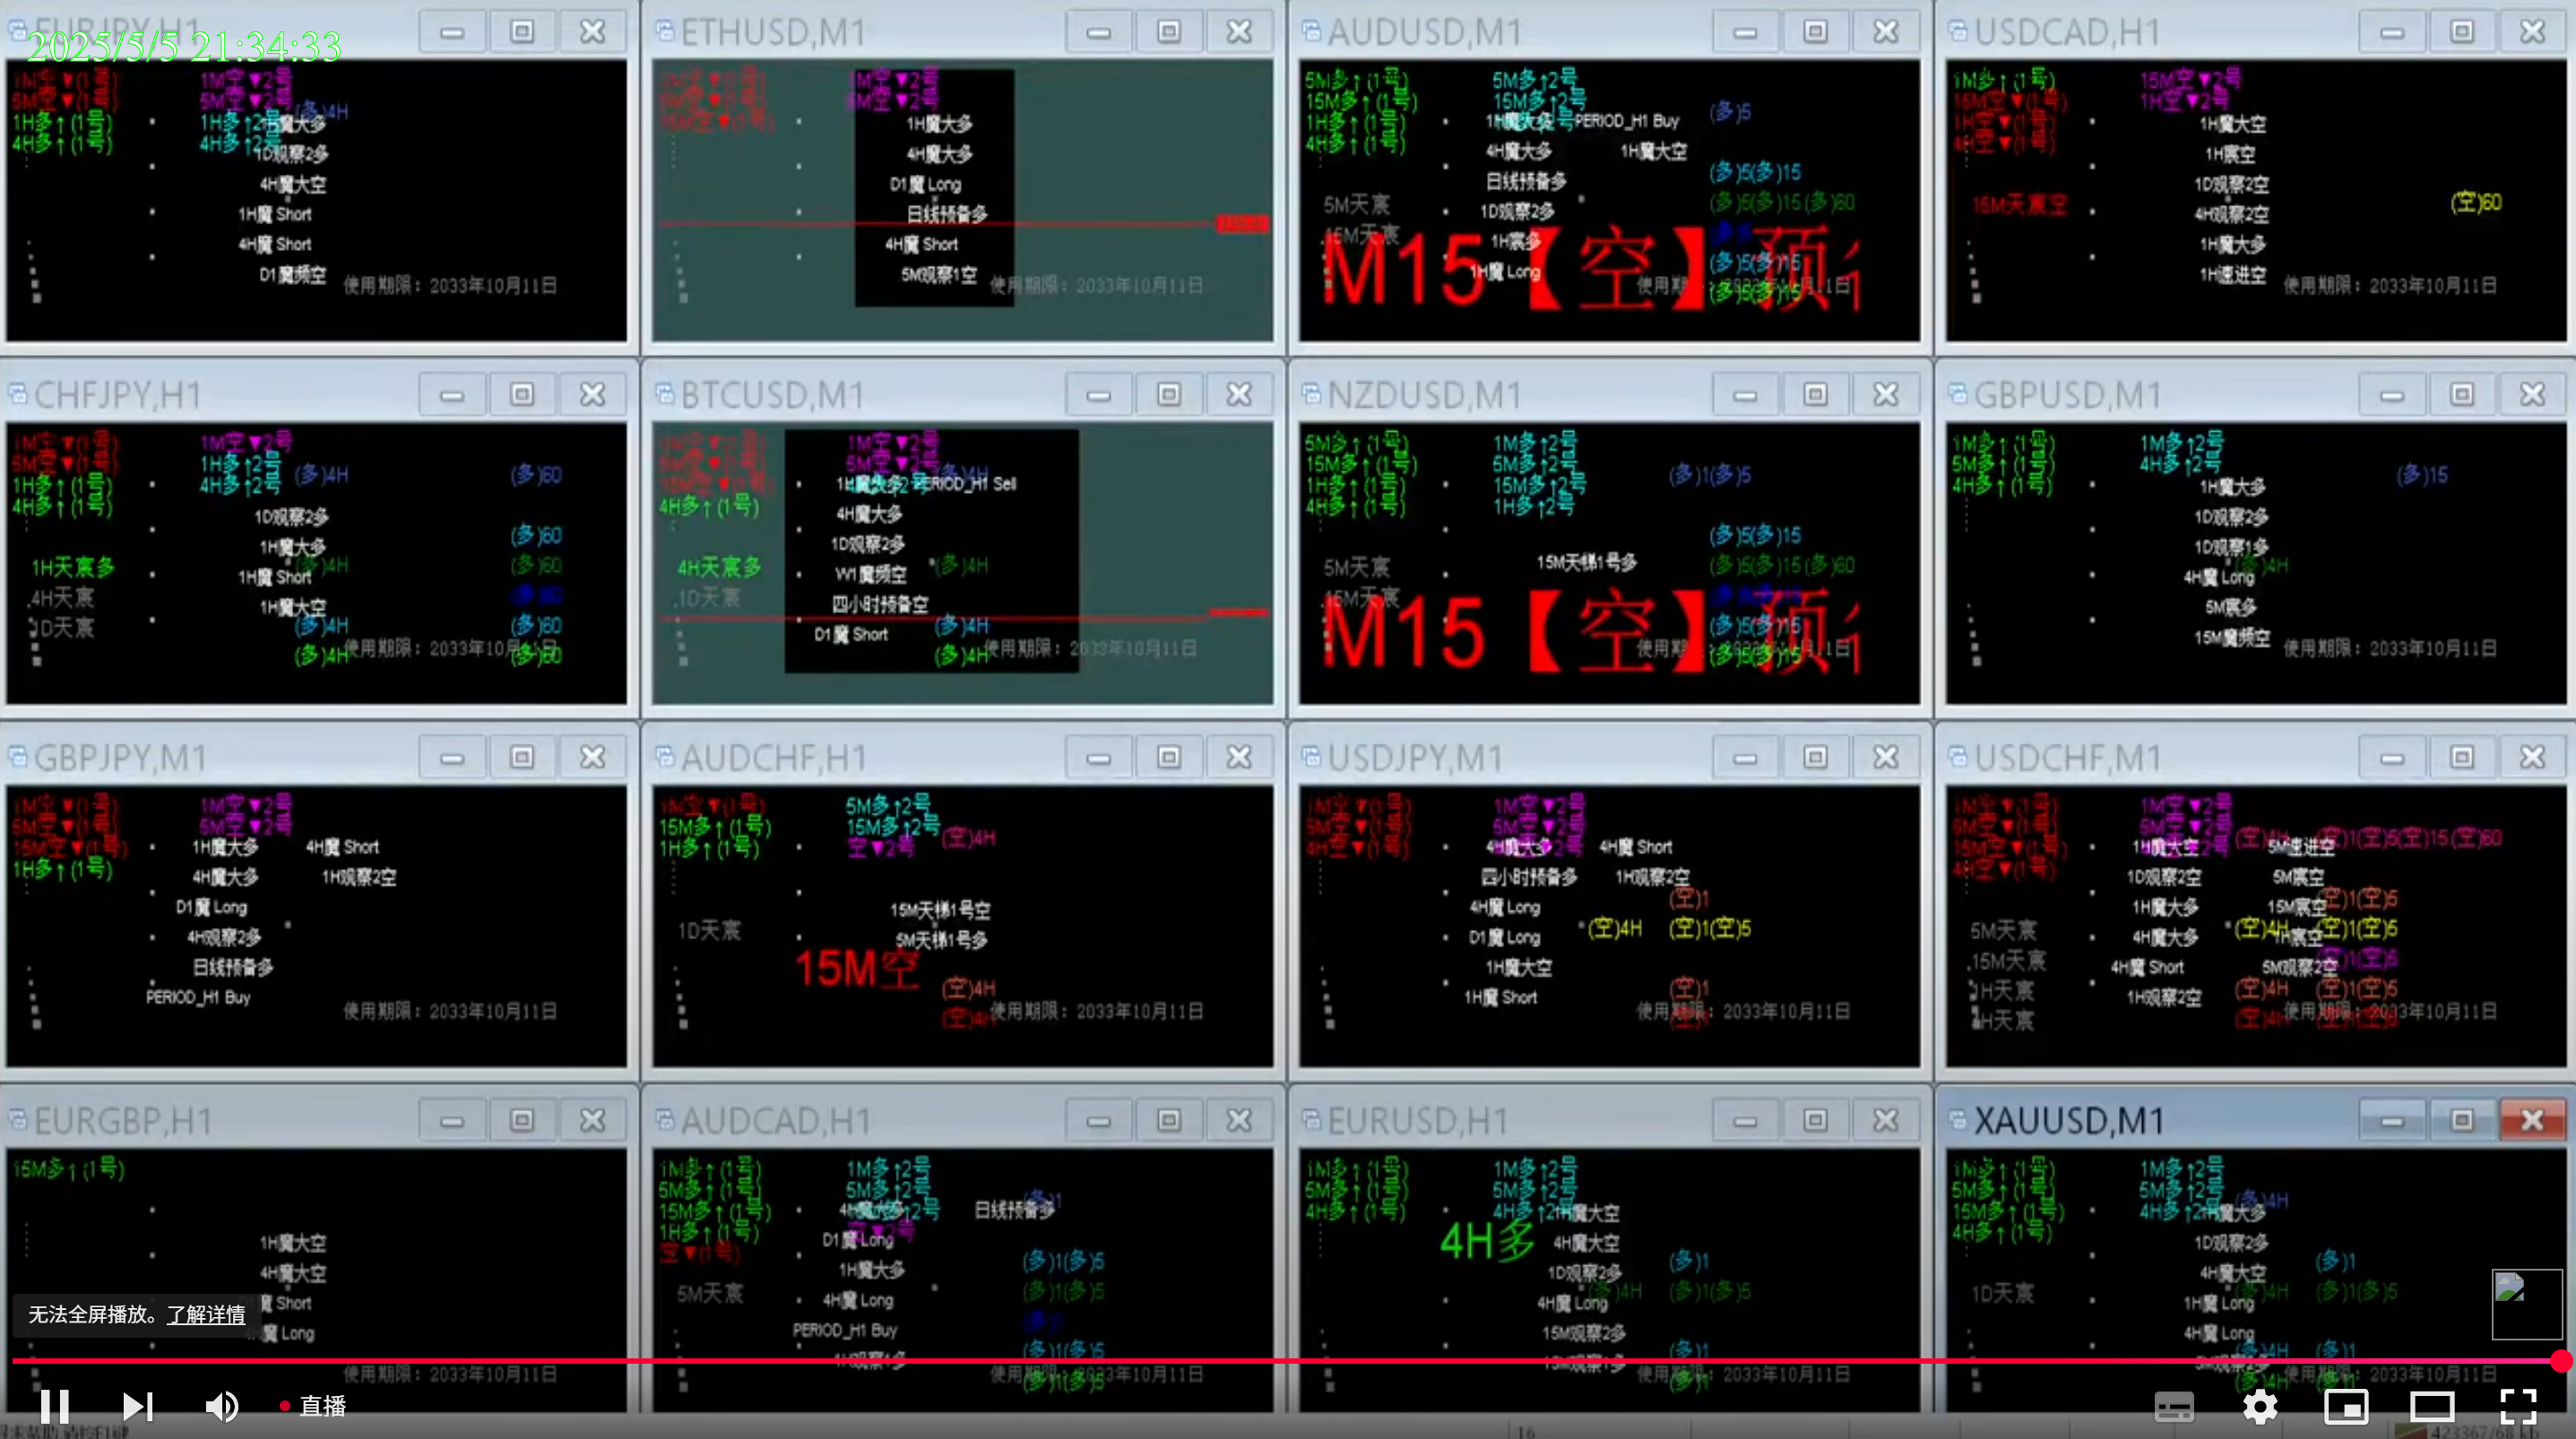 EURJPY,H1
2025/5/5 21:34:33
1M空▼(1号)
5M空▼(1号)
1H多↑(1号)
4H多↑(1号)
1M空▼2号
5M空▼2号
1H多↑2号
4H多↑2号
(多)4H
1H魔大多
1D观察2多
4H魔大空
1H魔 Short
4H魔 Short
D1魔频空
使用期限：2033年10月11日
ETHUSD,M1
1M空▼2号
5M空▼2号
1H魔大多
4H魔大多
D1魔 Long
日线预备多
4H魔 Short
5M观察1空
使用期限：2033年10月11日
AUDUSD,M1
5M多↑(1号)
15M多↑(1号)
1H多↑(1号)
4H多↑(1号)
5M多↑2号
15M多↑2号
(多)5
1H魔大多
PERIOD_H1 Buy
4H魔大多
1H魔大空
日线预备多
1D观察2多
1H宸多
1H魔 Long
5M天宸
15M天宸
(多)5(多)15
(多)5(多)15(多)60
(多)5(多)15
(多)5(多)15
M15【空】预
USDCAD,H1
1M多↑(1号)
15M空▼(1号)
1H空▼(1号)
4H空▼(1号)
15M空▼2号
1H空▼2号
1H魔大空
1H宸空
1D观察2空
4H观察2空
1H魔大多
1H速进空
15M天宸空
(空)60
使用期限：2033年10月11日
CHFJPY,H1
1M空▼(1号)
5M空▼(1号)
1H多↑(1号)
4H多↑(1号)
1M空▼2号
1H多↑2号
4H多↑2号
(多)4H
(多)60
1D观察2多
1H魔大多
1H魔 Short
1H魔大空
1H天宸多
4H天宸
1D天宸
(多)60
(多)4H
(多)60
(多)4H
(多)60
(多)4H
(多)60
使用期限：2033年10月11日
BTCUSD,M1
4H多↑(1号)
1M空▼2号
5M空▼2号
(多)4H
1H魔大多
PERIOD_H1 Sell
4H魔大多
1D观察2多
W1魔频空
四小时预备空
D1魔 Short
4H天宸多
1D天宸
(多)4H
(多)4H
(多)4H
使用期限：2033年10月11日
NZDUSD,M1
5M多↑(1号)
15M多↑(1号)
1H多↑(1号)
4H多↑(1号)
1M多↑2号
5M多↑2号
15M多↑2号
1H多↑2号
(多)1(多)5
(多)5(多)15
15M天梯1号多
(多)5(多)15(多)60
5M天宸
15M天宸
(多)5(多)15
(多)5(多)15
M15【空】预
GBPUSD,M1
1M多↑(1号)
5M多↑(1号)
4H多↑(1号)
1M多↑2号
4H多↑2号
(多)15
1H魔大多
1D观察2多
1D观察1多
(多)4H
4H魔 Long
5M宸多
15M魔频空
使用期限：2033年10月11日
GBPJPY,M1
1M空▼(1号)
5M空▼(1号)
15M空▼(1号)
1H多↑(1号)
1M空▼2号
5M空▼2号
1H魔大多
4H魔 Short
4H魔大多
1H观察2空
D1魔 Long
4H观察2多
日线预备多
PERIOD_H1 Buy
使用期限：2033年10月11日
AUDCHF,H1
1M空▼(1号)
15M多↑(1号)
1H多↑(1号)
5M多↑2号
15M多↑2号
空▼2号
(空)4H
15M天梯1号空
5M天梯1号多
1D天宸
15M空
(空)4H
(空)4H
使用期限：2033年10月11日
USDJPY,M1
1M空▼(1号)
5M空▼(1号)
4H空▼(1号)
1M空▼2号
5M空▼2号
4H魔大多
4H魔 Short
四小时预备多
1H观察2空
4H魔 Long
D1魔 Long
1H魔大空
1H魔 Short
(空)1
(空)4H
(空)1(空)5
(空)1
使用期限：2033年10月11日
USDCHF,M1
1M空▼(1号)
5M空▼(1号)
15M空▼(1号)
4H空▼(1号)
1M空▼2号
5M空▼2号
(空)4H
(空)1(空)5(空)15(空)60
1H魔大空
5M速进空
1D观察2空
5M宸空
1H魔大多
15M宸空
(空)1(空)5
4H魔大多
(空)4H
1H宸空
(空)1(空)5
4H魔 Short
5M观察2空
1H观察2空
5M天宸
15M天宸
1H天宸
4H天宸
(空)4H
(空)1(空)5
(空)4H
使用期限：2033年10月11日
EURGBP,H1
15M多↑(1号)
1H魔大空
4H魔大空
魔 Short
魔 Long
使用期限：2033年10月11日
AUDCAD,H1
1M多↑(1号)
5M多↑(1号)
15M多↑(1号)
1H多↑(1号)
空▼(1号)
1M多↑2号
5M多↑2号
空▼2号
(多)1
4H魔大多
日线预备多
D1魔 Long
1H魔大多
4H魔 Long
PERIOD_H1 Buy
5M天宸
(多)1(多)5
(多)1(多)5
(多)1(多)5
(多)1(多)5
使用期限：2033年10月11日
EURUSD,H1
1M多↑(1号)
5M多↑(1号)
4H多↑(1号)
1M多↑2号
5M多↑2号
4H多↑2号
1H魔大空
4H多
4H魔大空
1D观察2多
(多)4H
4H魔 Long
15M观察2多
(多)1
(多)1(多)5
(多)1
(多)1
使用期限：2033年10月11日
XAUUSD,M1
1M多↑(1号)
5M多↑(1号)
15M多↑(1号)
4H多↑(1号)
1M多↑2号
5M多↑2号
4H多↑2号
(多)4H
1H魔大多
1D观察2多
4H魔大空
1H魔 Long
4H魔 Long
1D天宸
(多)1
(多)4H
(多)1(多)5
(多)4H
(多)1
(多)4H
使用期限：2033年10月11日
无法全屏播放。了解详情
直播
16
423367/68 kb